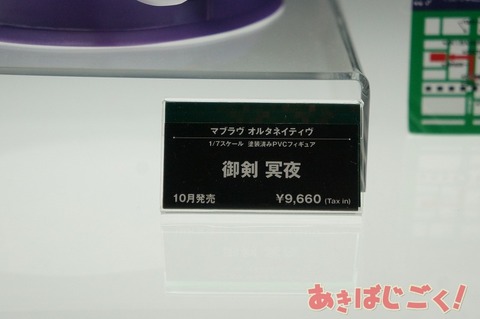 マブラヴ オルタネイティヴ
1/7スケール 塗装済みPVCフィギュア
御剣 冥夜
10月発売 ¥9,660 (Tax in)
あきばじごく!